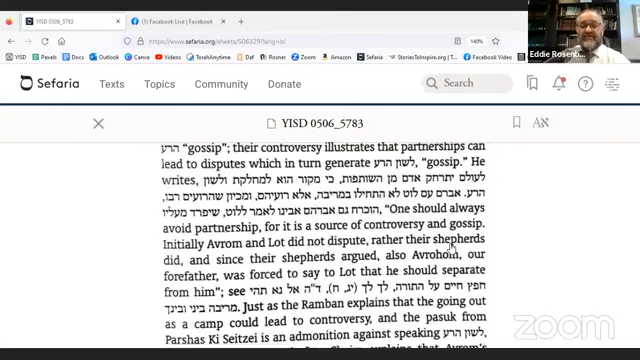 YISD 0506_5783
(1) Facebook Live | Facebook
https://www.sefaria.org/sheets/506329?lang=bi
140%
YISD
Docs
Outlook
Calendar
Daf
Rosner
Zoom
Amazon
Sefaria
TorahAnytime
StoriesToInspire.org
Facebook Video
Eddie Rosenb...
Sefaria
Texts
Topics
Community
Donate
Search
YISD 0506_5783
Aא
הרע "gossip"; their controversy illustrates that partnerships can
lead to disputes which in turn generate לשון הרע, "gossip." He
writes, לעולם יתרחק אדם מן השותפות, כי מקור הוא למחלקת ולשון
הרע. אברם עם לוט לא התחילו במריבה, אלא רועיהם, ומכיון שהרועים רבו,
הוכרח גם אברהם אבינו לאמר ללוט, שיפרד מעליו, "One should always
avoid partnership, for it is a source of controversy and gossip.
Initially Avrom and Lot did not dispute, rather their shepherds
did, and since their shepherds argued, also Avrohom, our
forefather, was forced to say to Lot that he should separate
from him"; see חפץ חיים על התורה, לך לך (יג, ח), ד"ה אל נא תהי
מריבה ביני ובינך. Just as the Ramban explains that the going out
as a camp could lead to controversy, and the pasuk from
Parshas Ki Seitzei is an admonition against speaking לשון הרע,
explains that Avrom's
zoom